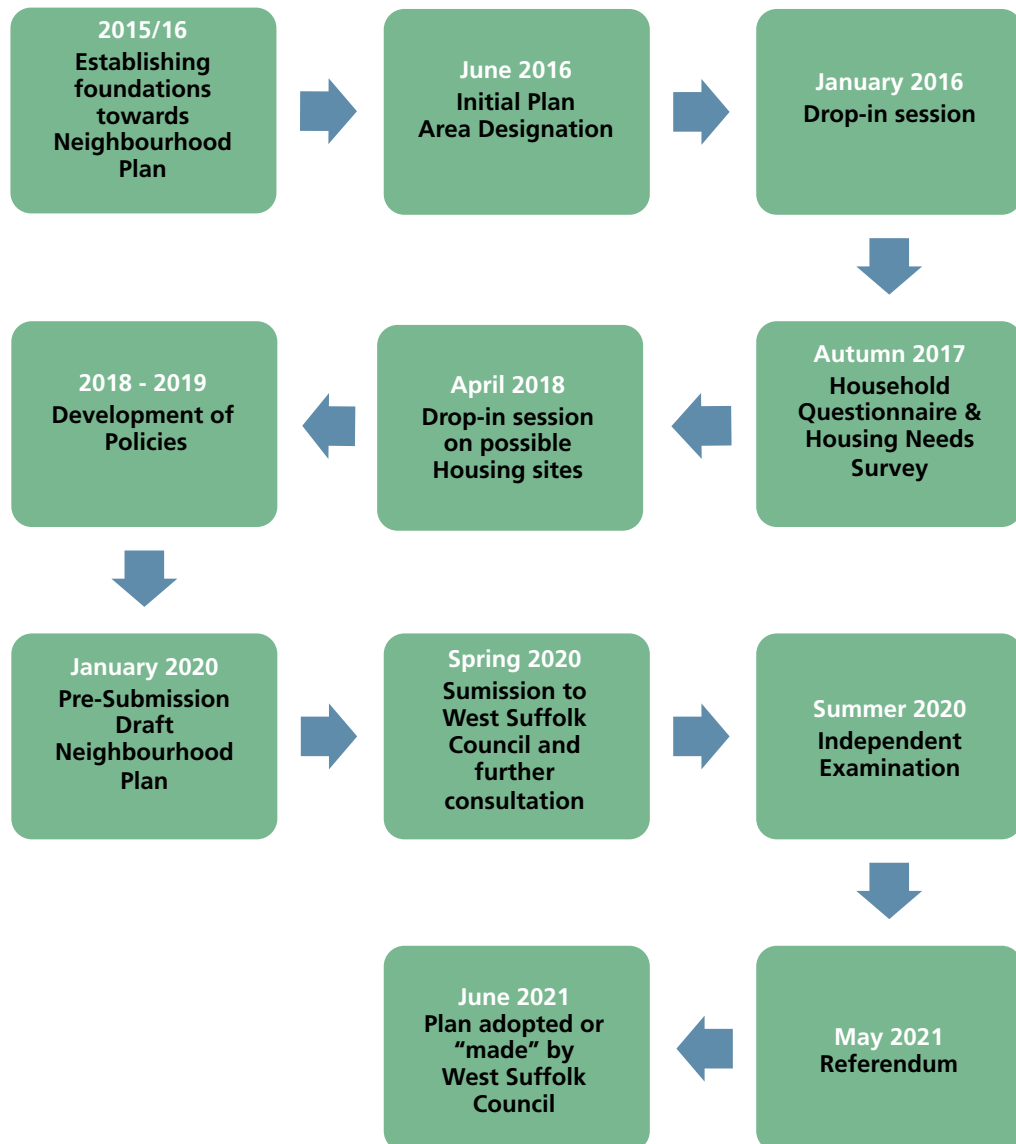 2015/16
Establishing
foundations
towards
Neighbourhood
Plan
June 2016
Initial Plan
Area Designation
January 2016
Drop-in session
Autumn 2017
Household
Questionnaire &
Housing Needs
Survey
April 2018
Drop-in session
on possible
Housing sites
2018 - 2019
Development of
Policies
January 2020
Pre-Submission
Draft
Neighbourhood
Plan
Spring 2020
Sumission to
West Suffolk
Council and
further
consultation
Summer 2020
Independent
Examination
May 2021
Referendum
June 2021
Plan adopted or
“made” by
West Suffolk
Council